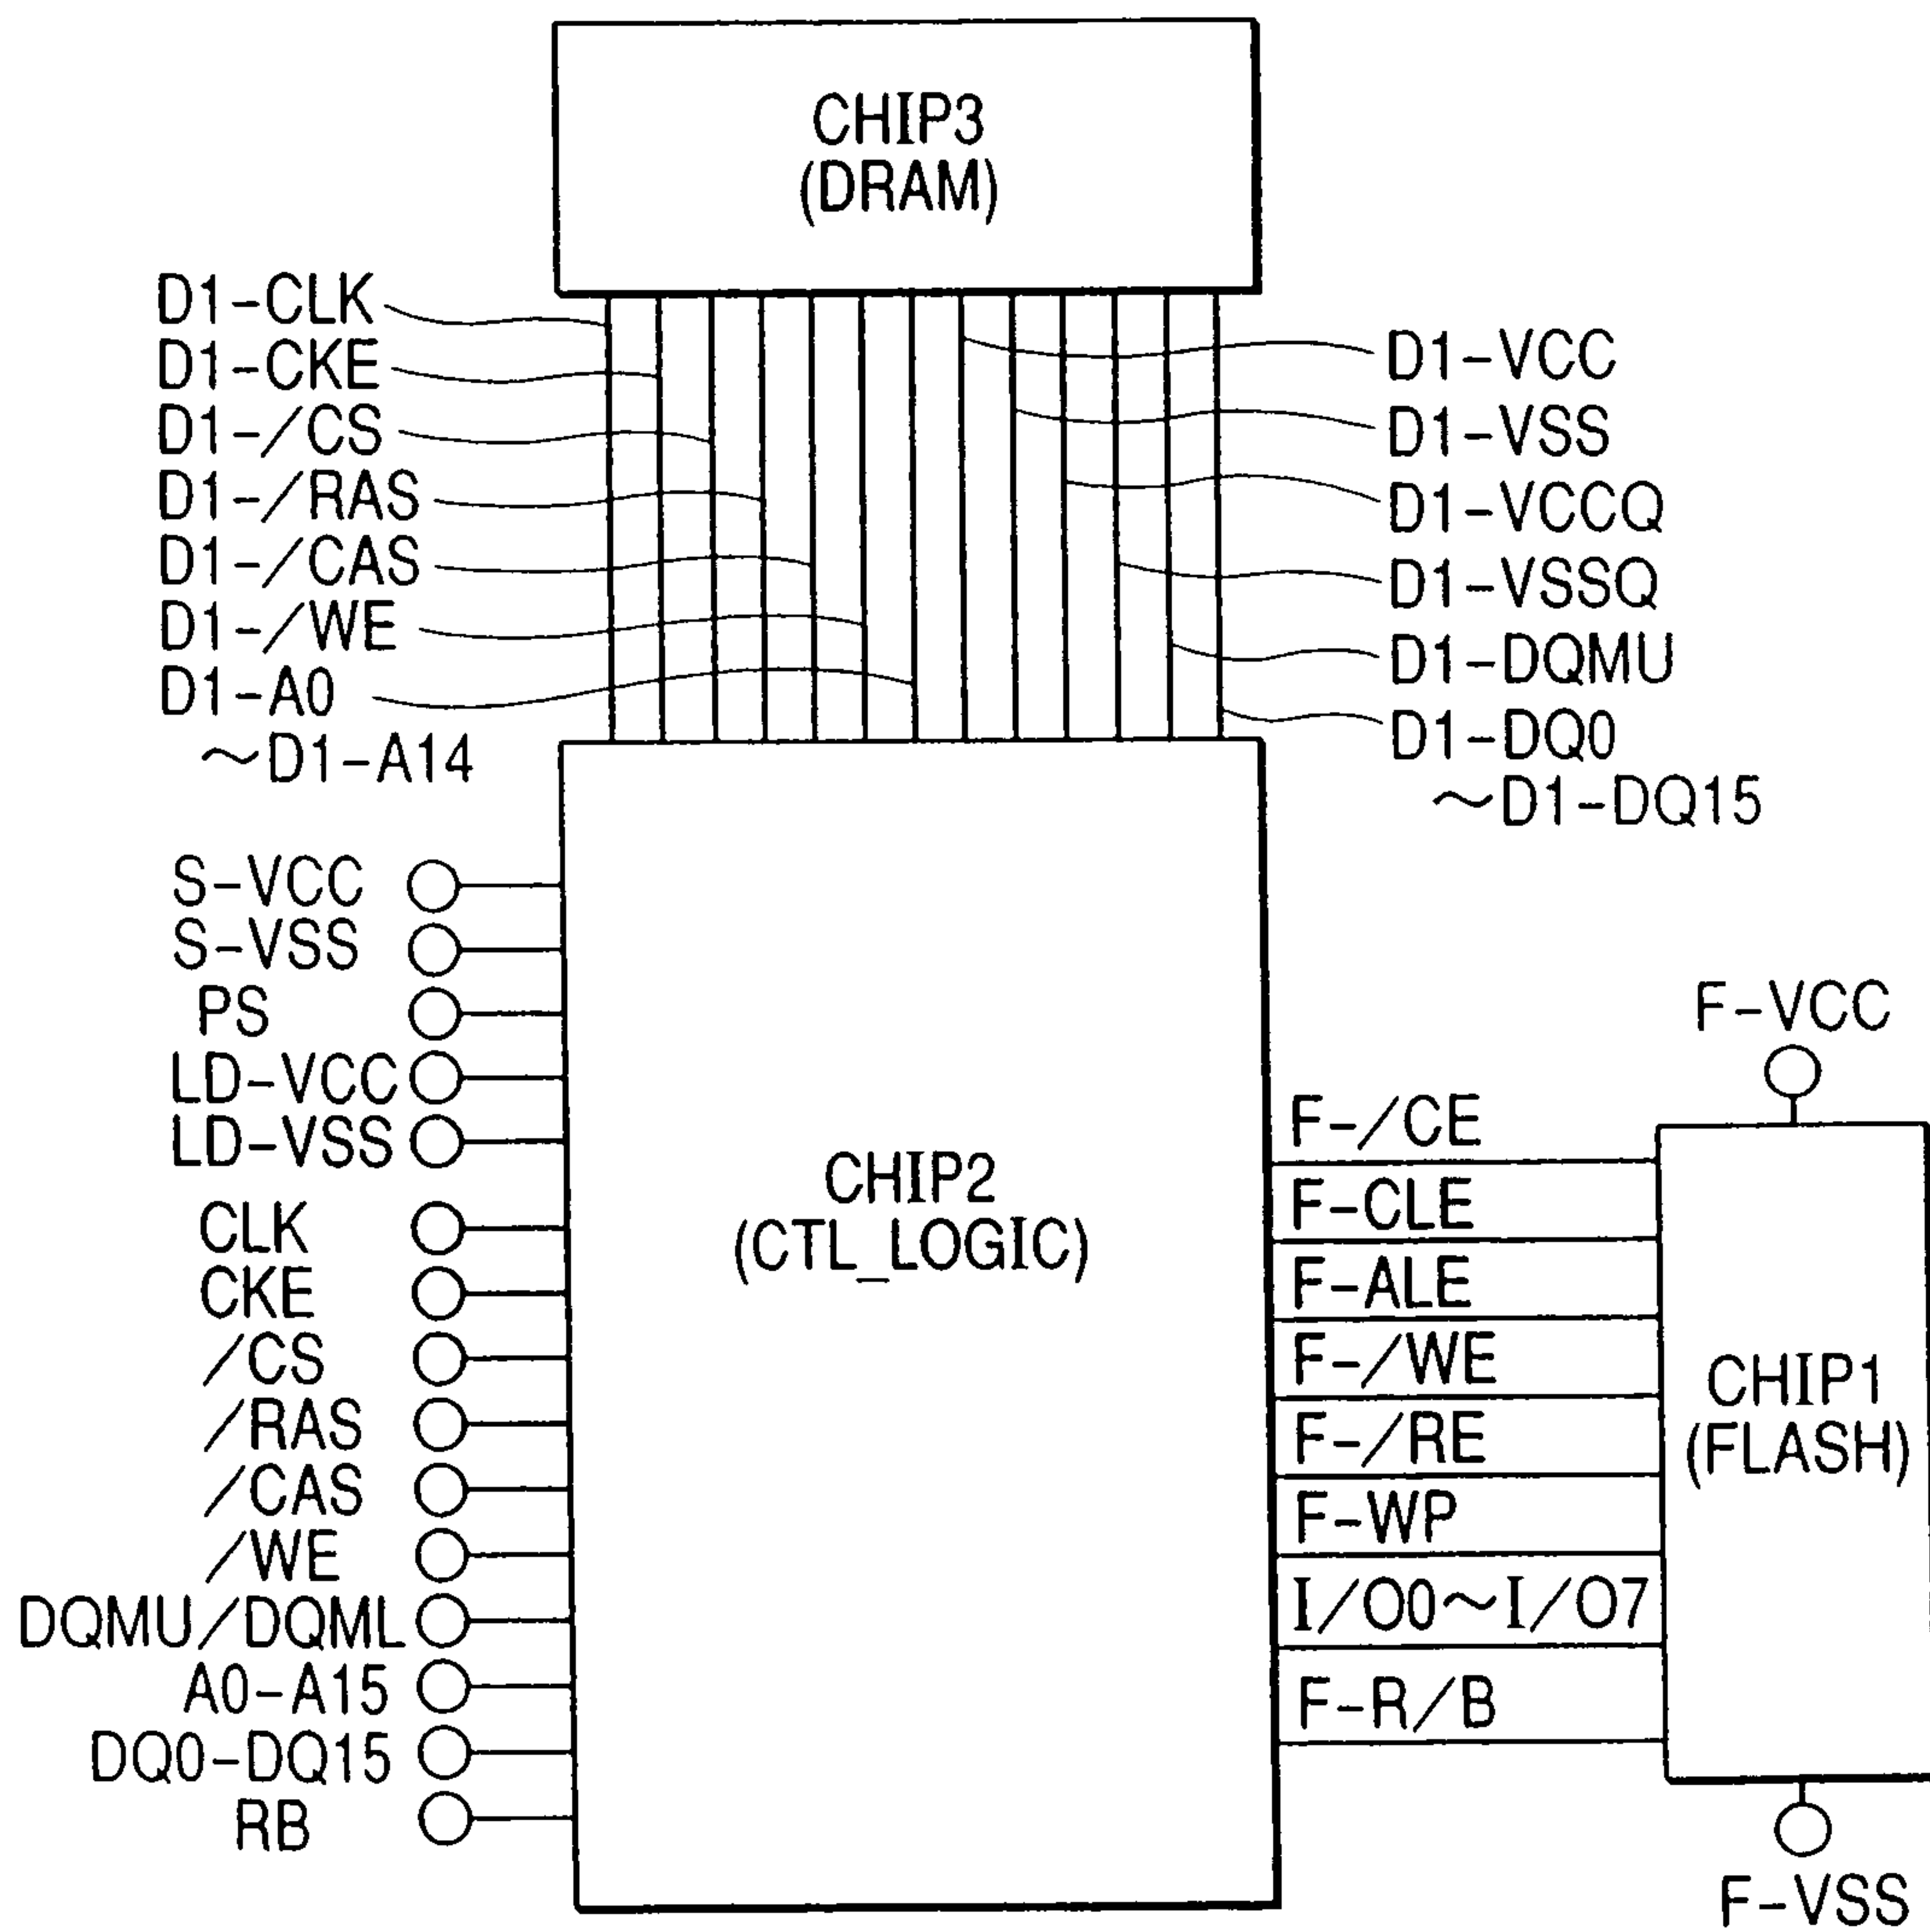 CHIP3
(DRAM)
D1-CLK
D1-CKE
D1-/CS
D1-/RAS
D1-/CAS
D1-/WE
D1-A0
~D1-A14
D1-VCC
D1-VSS
D1-VCCQ
D1-VSSQ
D1-DQMU
D1-DQ0
~D1-DQ15
S-VCC
S-VSS
PS
LD-VCC
LD-VSS
CLK
CKE
/CS
/RAS
/CAS
/WE
DQMU/DQML
A0-A15
DQ0-DQ15
RB
CHIP2
(CTL_LOGIC)
F-/CE
F-CLE
F-ALE
F-/WE
F-/RE
F-WP
I/O0~I/O7
F-R/B
F-VCC
CHIP1
(FLASH)
F-VSS